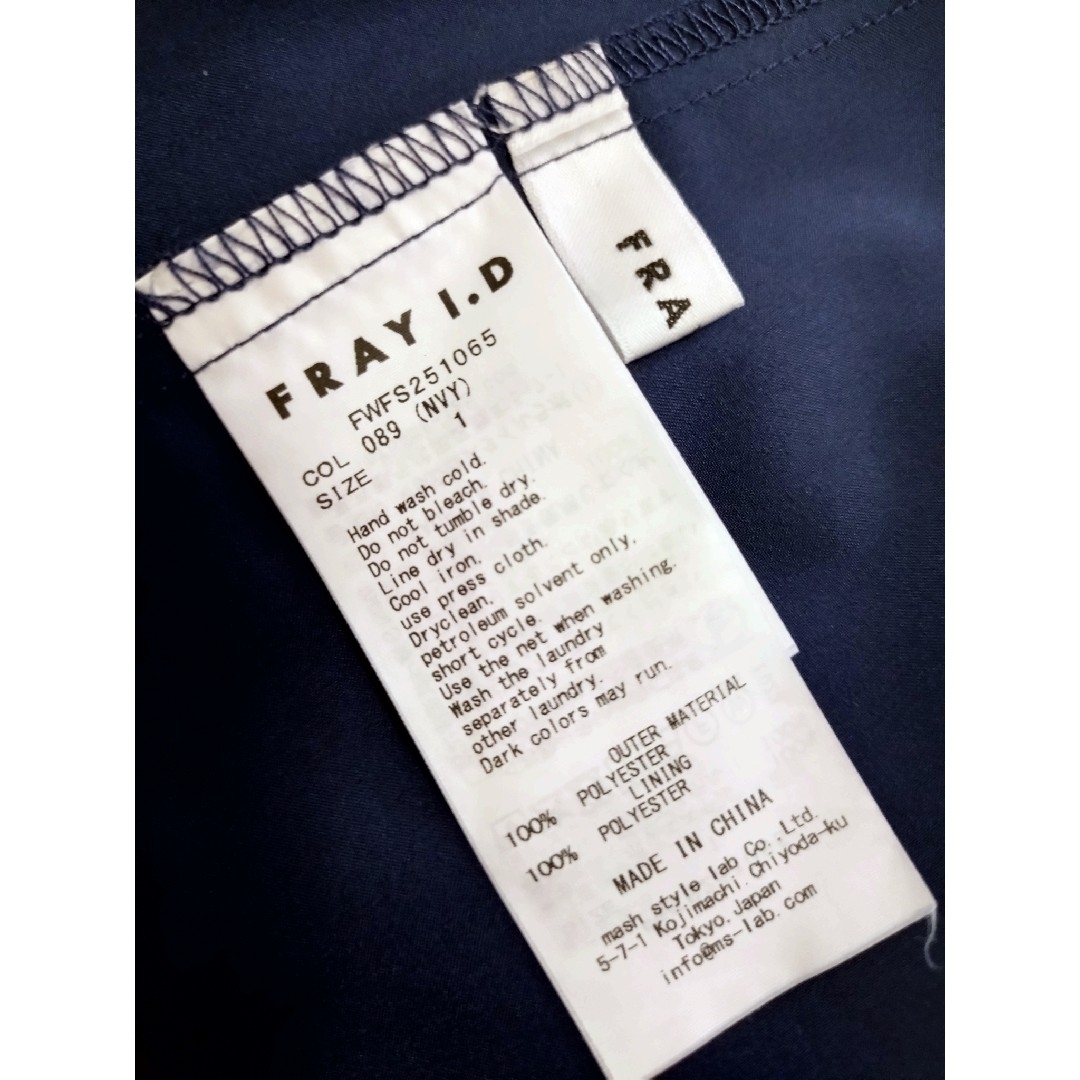 FRAY I.D
FWFS251065
COL 089 (NVY)
SIZE 1
Hand wash cold.
Do not bleach.
Do not tumble dry.
Line dry in shade.
Cool iron.
use press cloth.
Dryclean.
petroleum solvent only.
short cycle.
Use the net when washing.
Wash the laundry
separately from
other laundry.
Dark colors may run.
OUTER MATERIAL
100% POLYESTER
LINING
100% POLYESTER
MADE IN CHINA
mash style lab Co.,Ltd.
5-7-1 Kojimachi.Chiyoda-ku
Tokyo.Japan
info@ms-lab.com
FRA